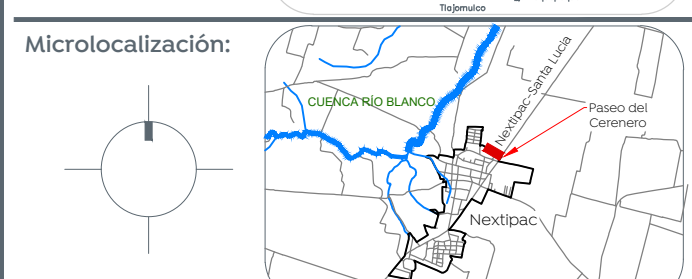 Tlajomulco
Microlocalización:
CUENCA RÍO BLANCO
Nextipac-Santa Lucía
Paseo del
Cerenero
Nextipac